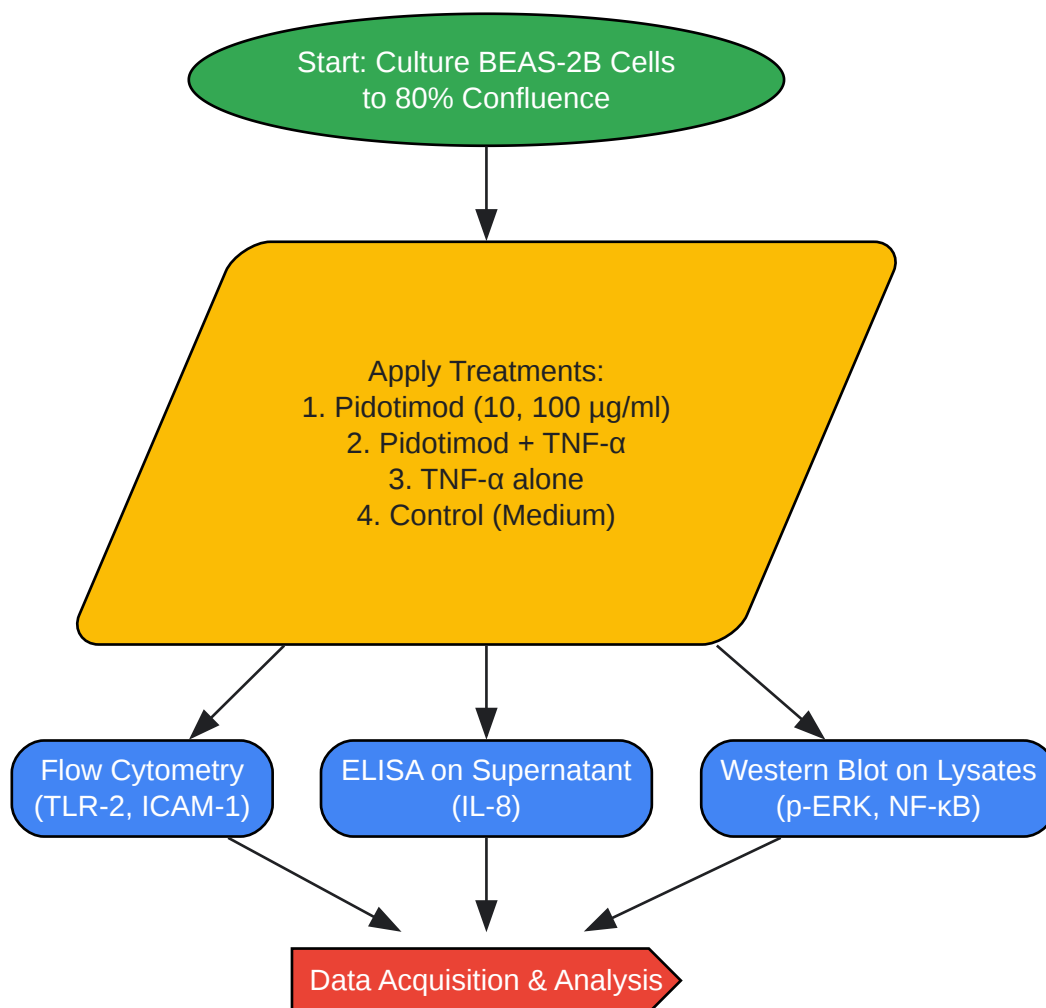 Start: Culture BEAS-2B Cells
to 80% Confluence
Apply Treatments:
1. Pidotimod (10, 100 µg/ml)
2. Pidotimod + TNF-α
3. TNF-α alone
4. Control (Medium)
Flow Cytometry
(TLR-2, ICAM-1)
ELISA on Supernatant
(IL-8)
Western Blot on Lysates
(p-ERK, NF-κB)
Data Acquisition & Analysis